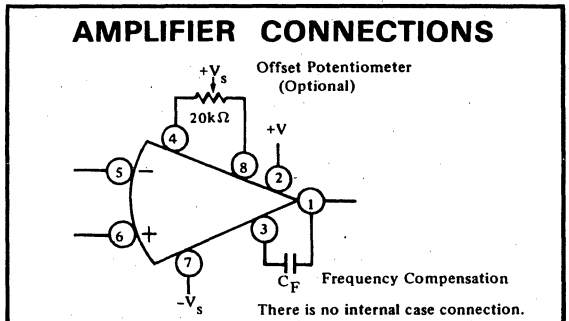 AMPLIFIER CONNECTIONS
+Vs
Offset Potentiometer
(Optional)
20kΩ
+V
4
8
2
5
−
1
6
+
3
7
CF
Frequency Compensation
−Vs
There is no internal case connection.